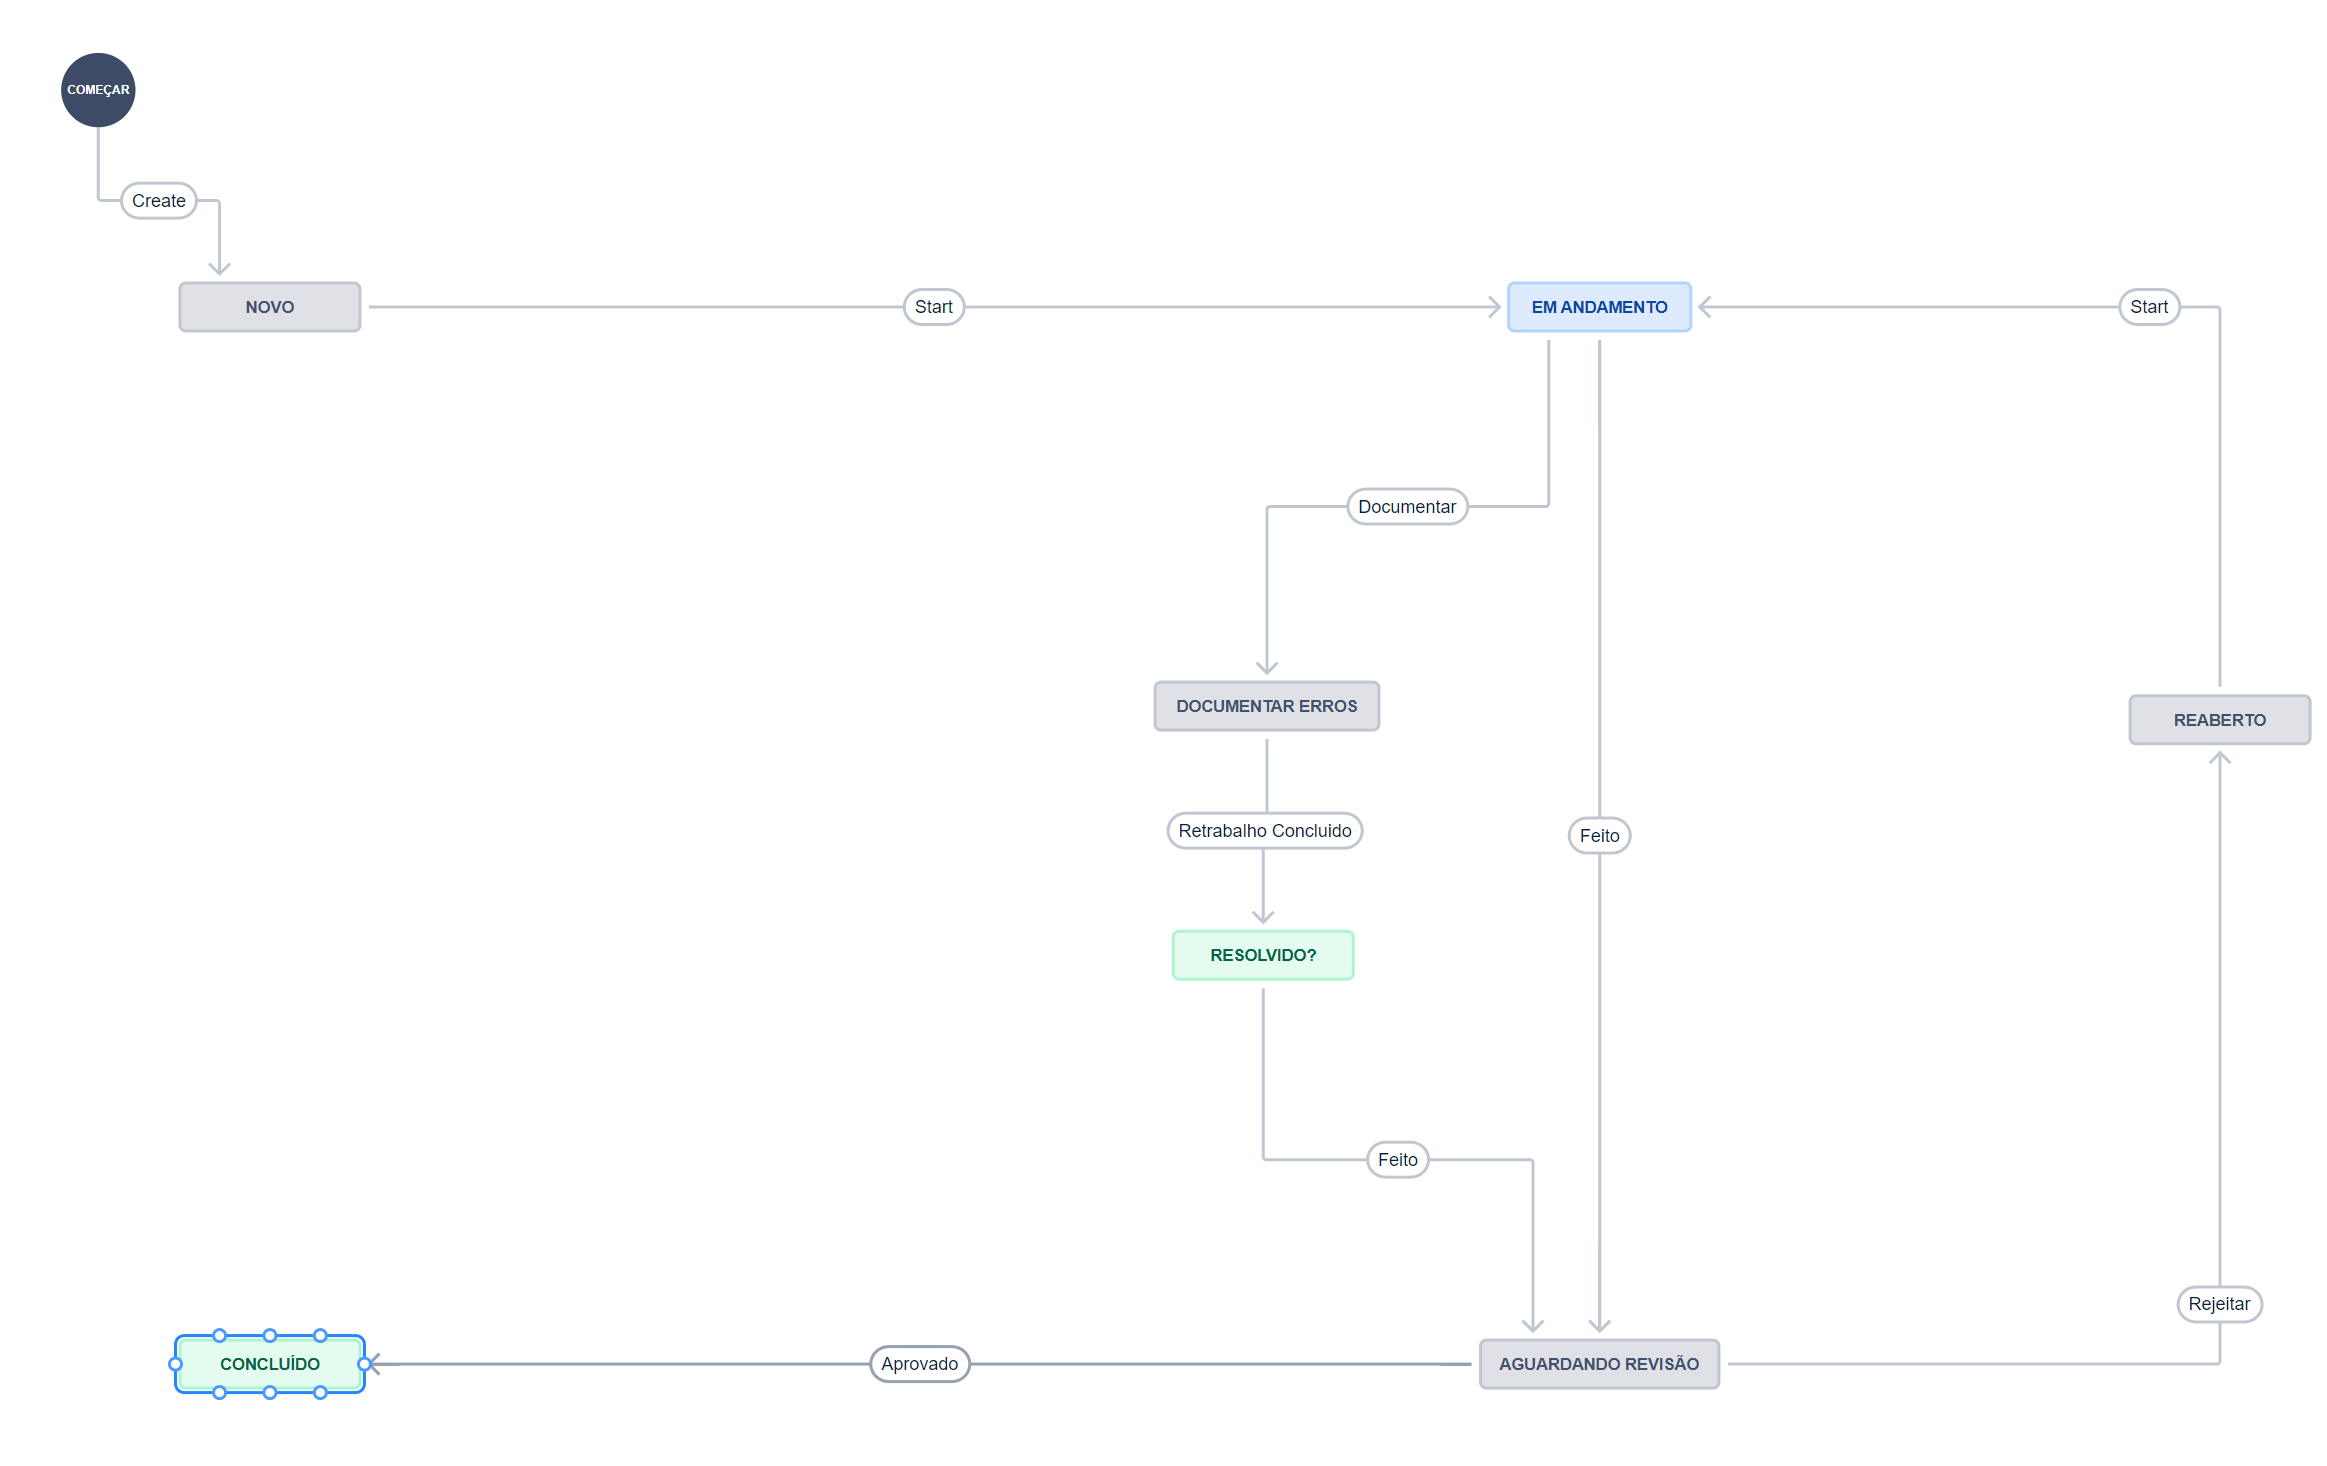 COMEÇAR
Create
NOVO
Start
EM ANDAMENTO
Start
Documentar
DOCUMENTAR ERROS
REABERTO
Retrabalho Concluido
Feito
RESOLVIDO?
Feito
Rejeitar
CONCLUÍDO
Aprovado
AGUARDANDO REVISÃO